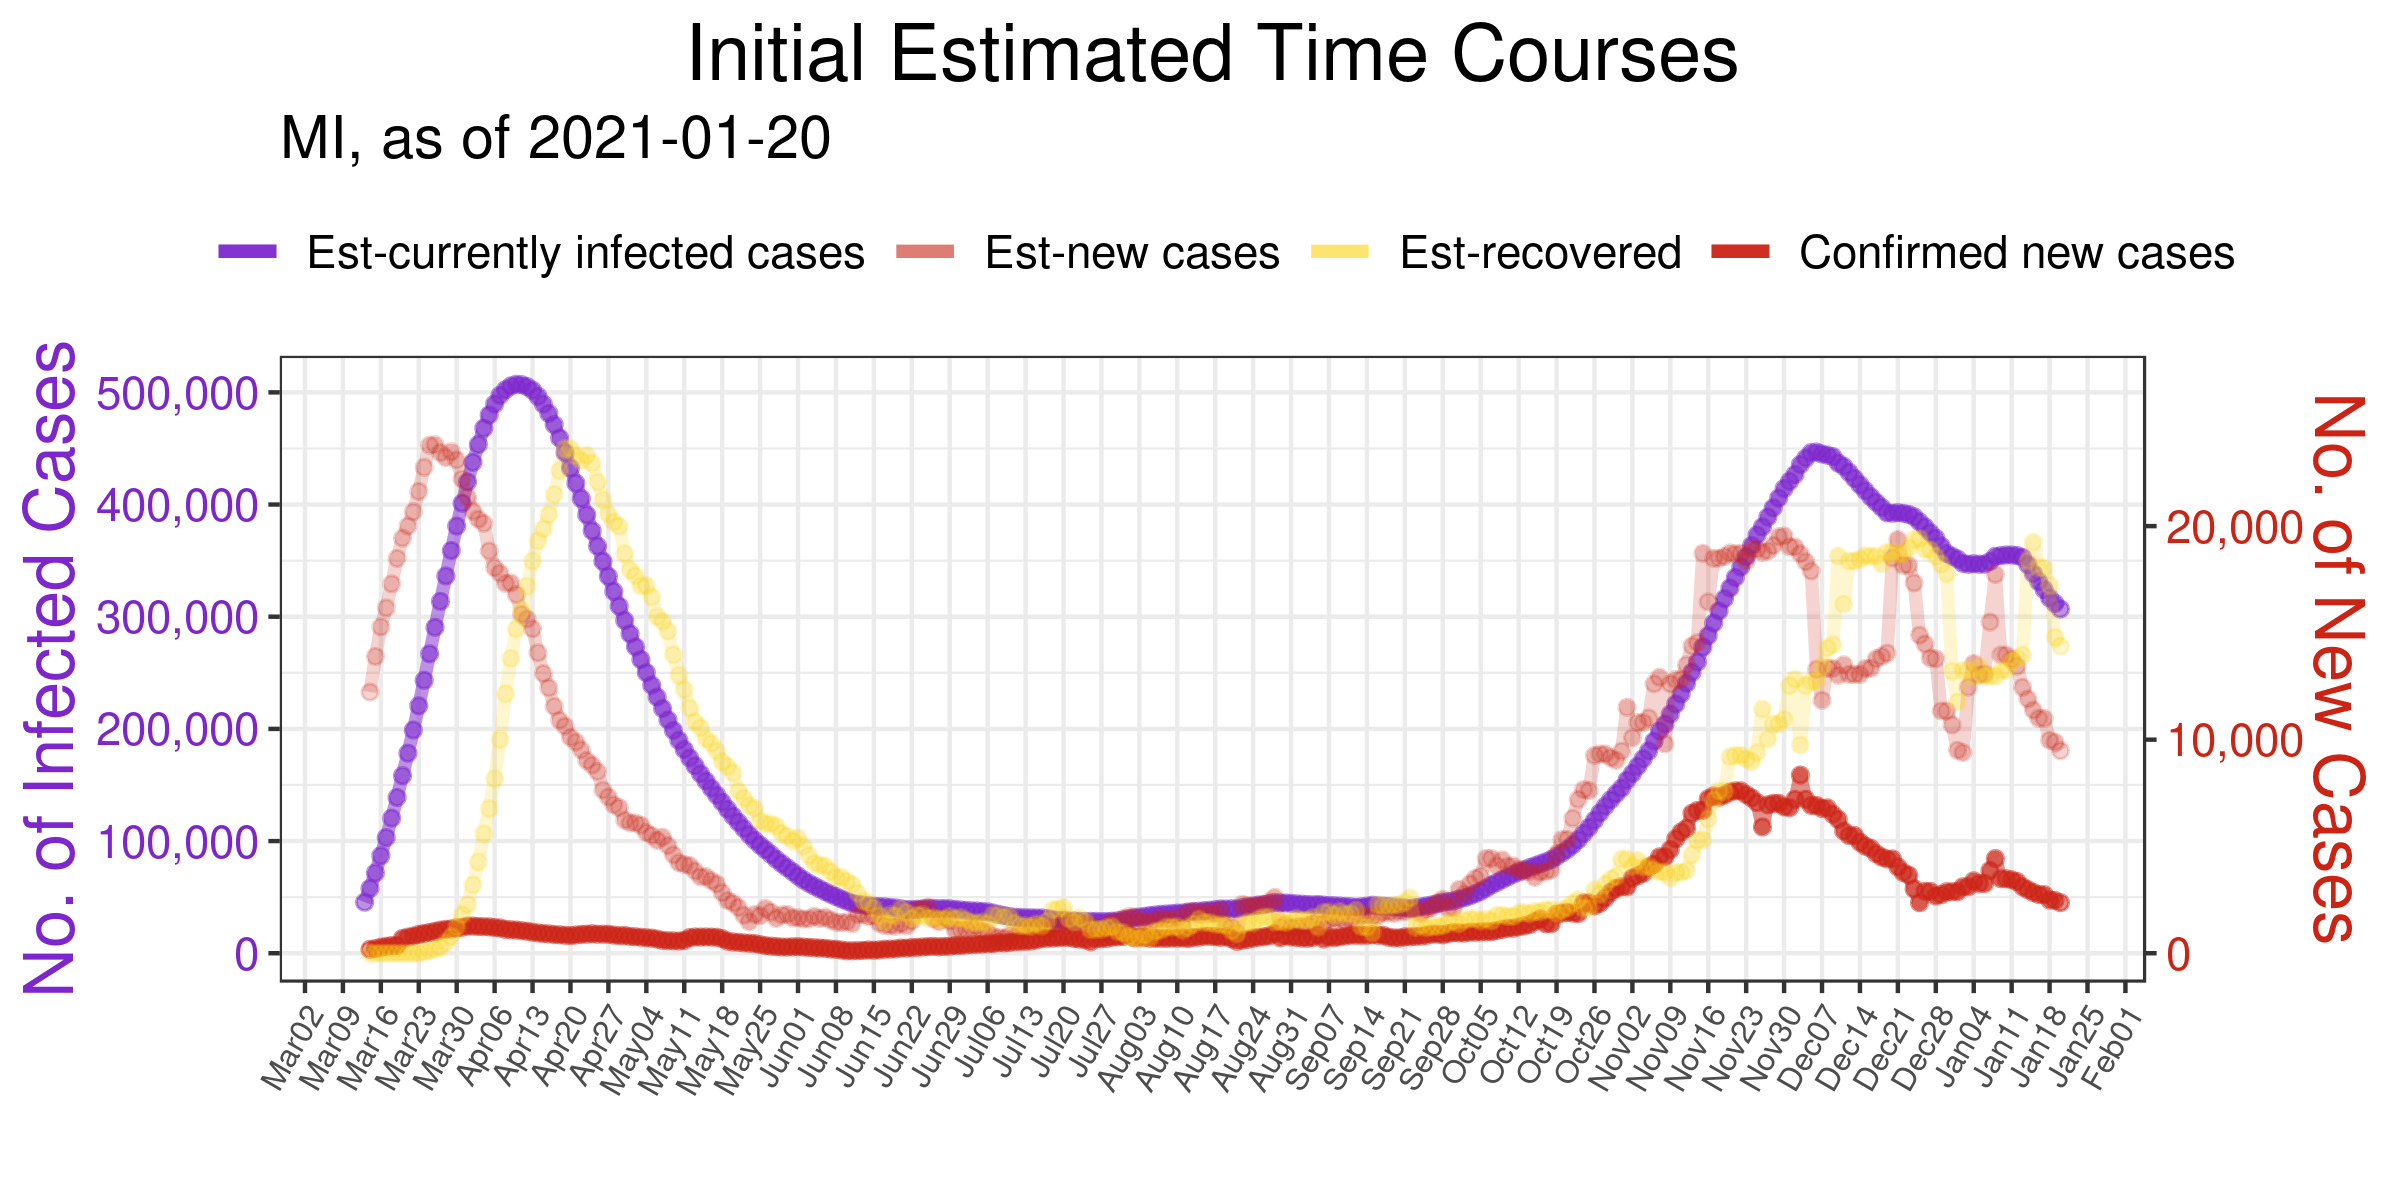 Initial Estimated Time Courses
MI, as of 2021-01-20
Est-currently infected cases Est-new cases Est-recovered Confirmed new cases
No. of Infected Cases
500,000
400,000
300,000
200,000
100,000
0
20,000
10,000
0
No. of New Cases
Mar02 Mar09 Mar16 Mar23 Mar30 Apr06 Apr13 Apr20 Apr27 May04 May11 May18 May25 Jun01 Jun08 Jun15 Jun22 Jun29 Jul06 Jul13 Jul20 Jul27 Aug03 Aug10 Aug17 Aug24 Aug31 Sep07 Sep14 Sep21 Sep28 Oct05 Oct12 Oct19 Oct26 Nov02 Nov09 Nov16 Nov23 Nov30 Dec07 Dec14 Dec21 Dec28 Jan04 Jan11 Jan18 Jan25 Feb01